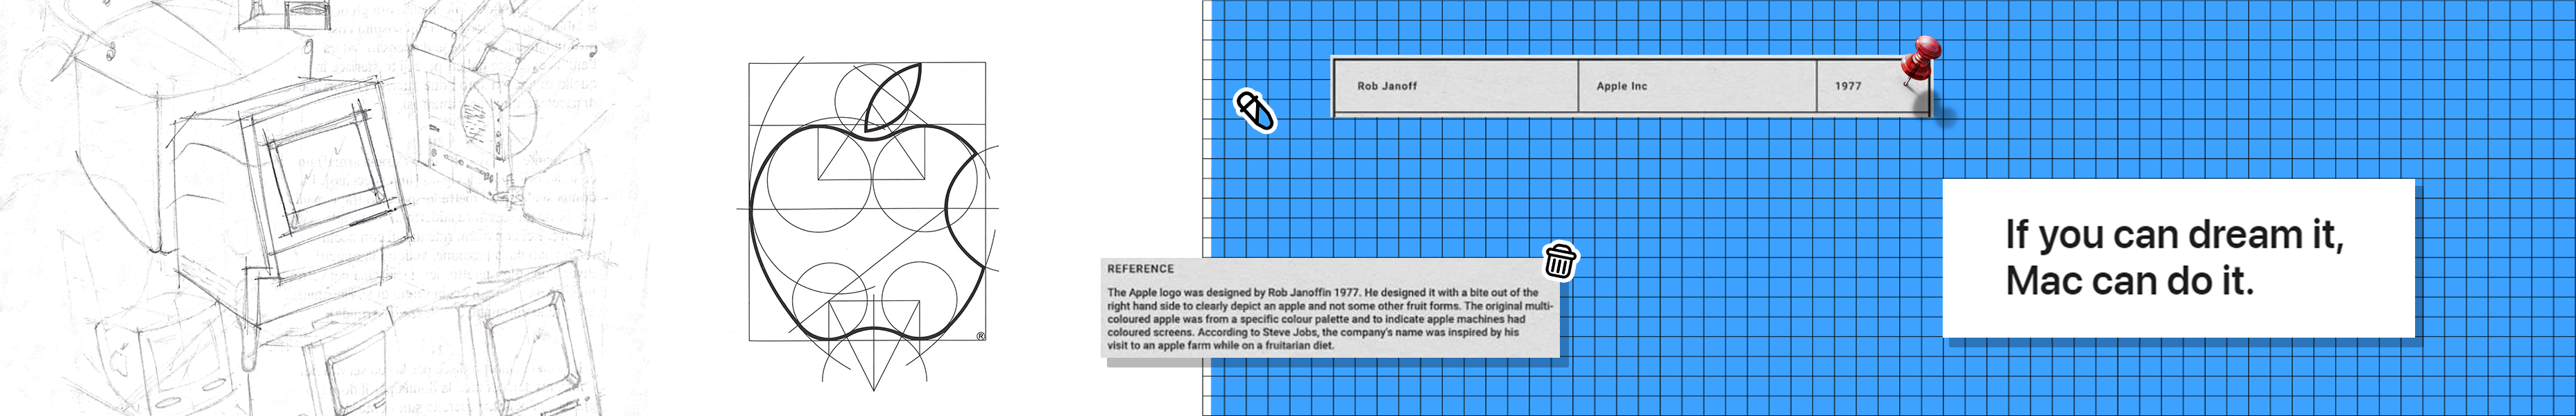 Rob Janoff
Apple Inc
1977
REFERENCE
The Apple logo was designed by Rob Janoffin 1977. He designed it with a bite out of the
right hand side to clearly depict an apple and not some other fruit forms. The original multi-
coloured apple was from a specific colour palette and to indicate apple machines had
coloured screens. According to Steve Jobs, the company's name was inspired by his
visit to an apple farm while on a fruitarian diet.
®
If you can dream it,
Mac can do it.